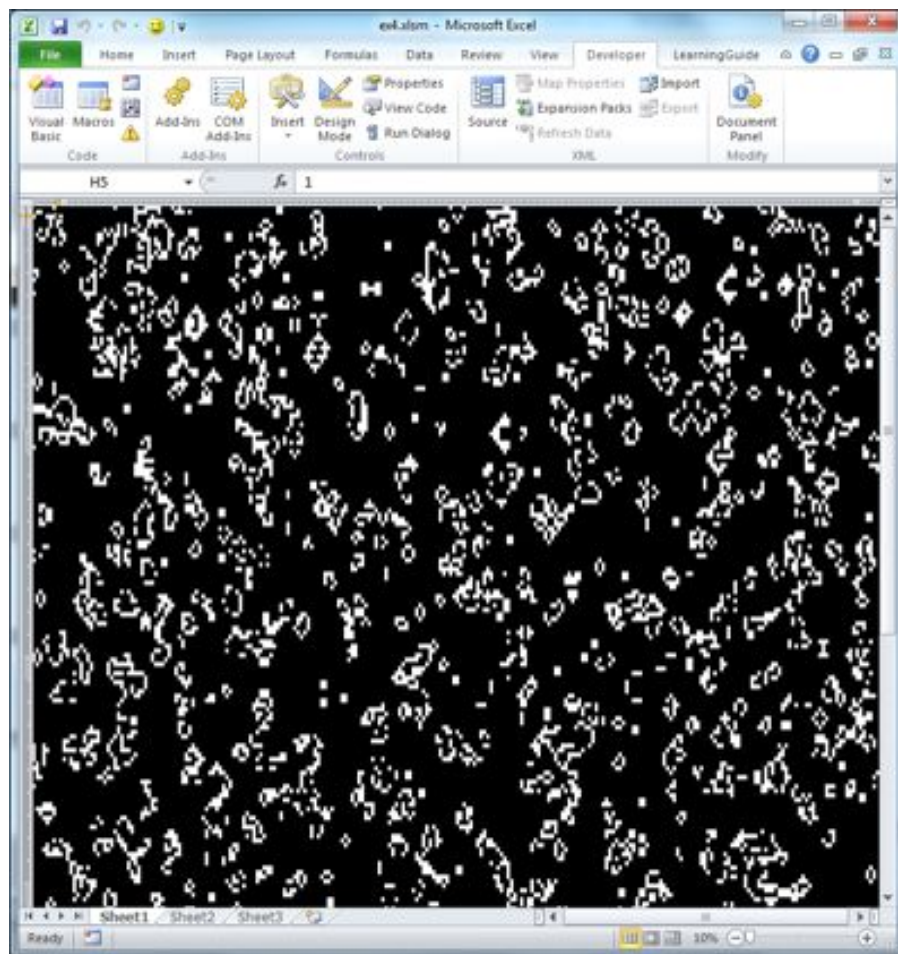 ex4.xlsm - Microsoft Excel
File Home Insert Page Layout Formulas Data Review View Developer LearningGuide
Visual Basic Macros Add-Ins COM Add-Ins Insert Design Mode Properties View Code Run Dialog Source Map Properties Expansion Packs Refresh Data Import Export Document Panel
Code Add-Ins Controls XML Modify
H5 fx 1
Sheet1 Sheet2 Sheet3
Ready 10%